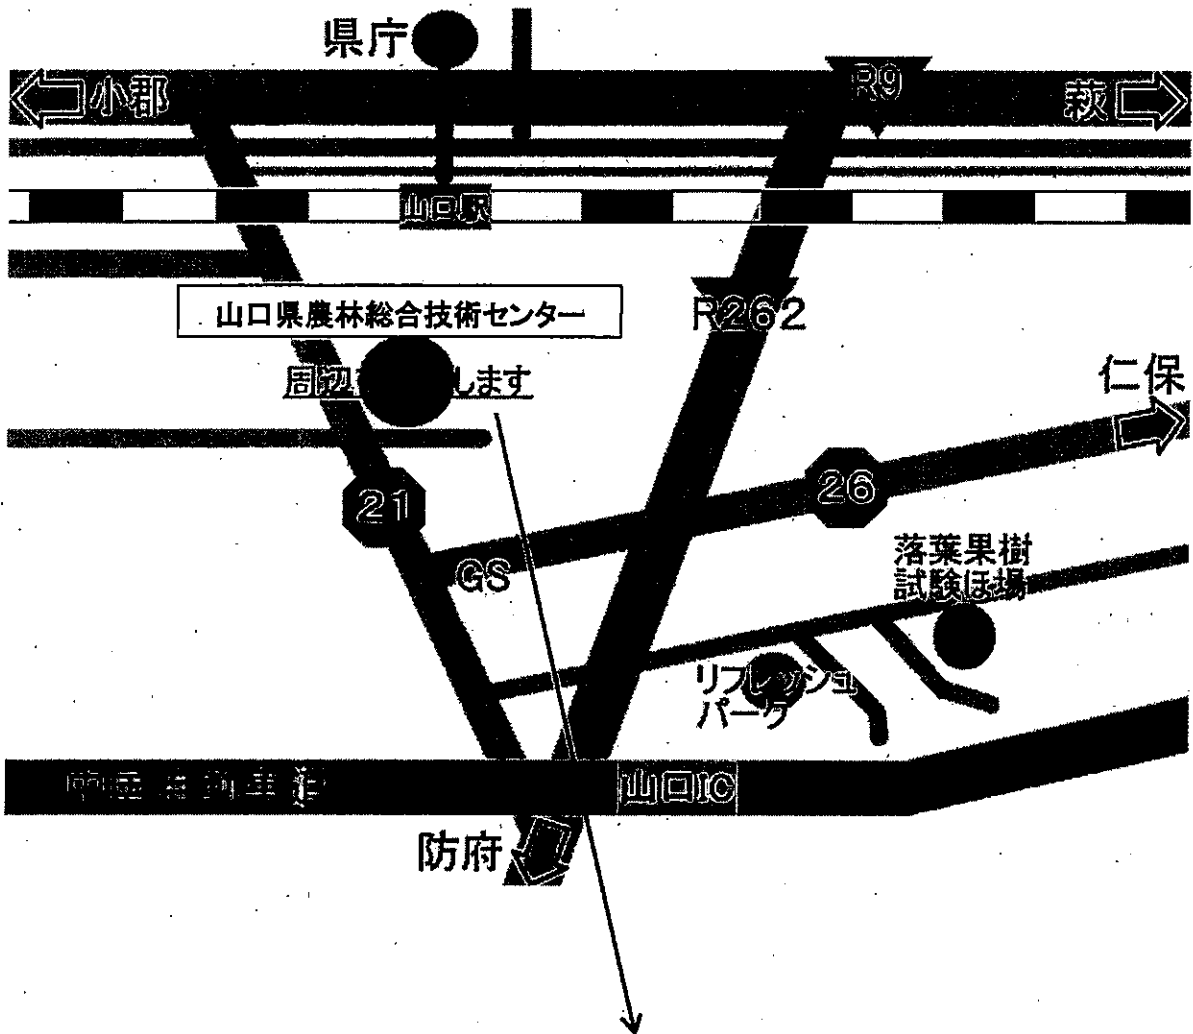 県庁
小郡
R9
萩
山口駅
山口県農林総合技術センター
R262
周辺
します
仁保
21
26
GS
落葉果樹
試験ほ場
リフレッシュ
パーク
山口IC
防府